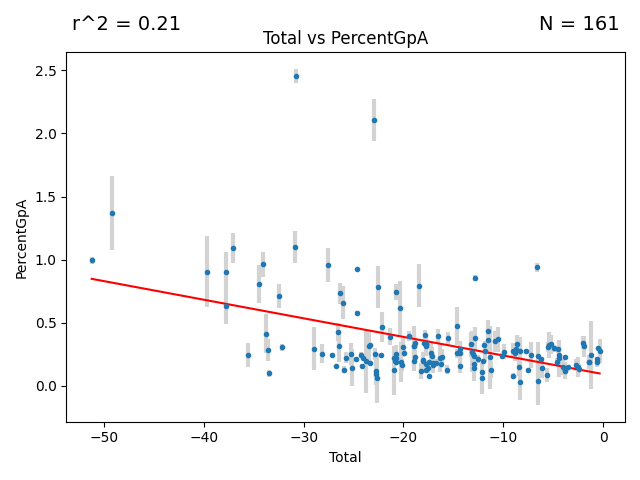 r^2 = 0.21
N = 161
Total vs PercentGpA
PercentGpA
2.5
2.0
1.5
1.0
0.5
0.0
−50
−40
−30
−20
−10
0
Total